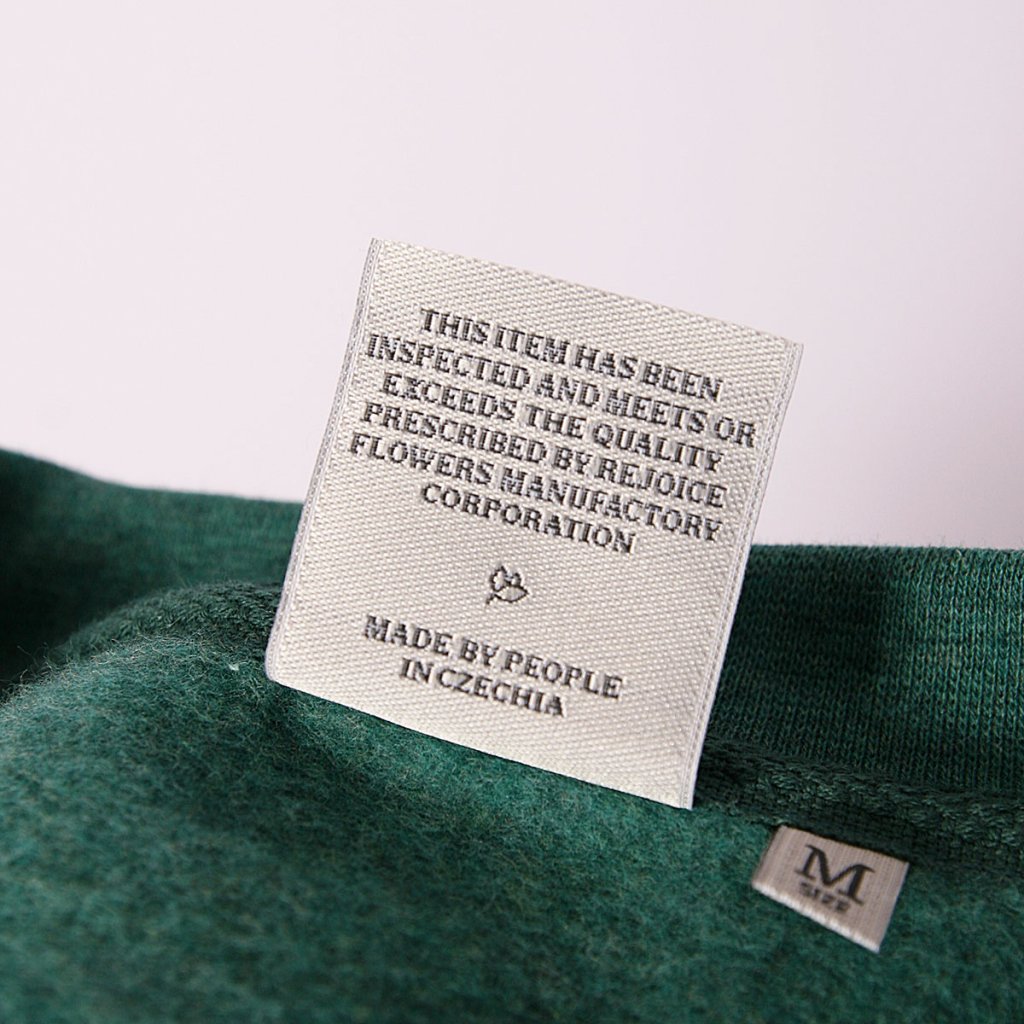 THIS ITEM HAS BEEN
INSPECTED AND MEETS OR
EXCEEDS THE QUALITY
PRESCRIBED BY REJOICE
FLOWERS MANUFACTORY
CORPORATION
MADE BY PEOPLE
IN CZECHIA
M
SIZE